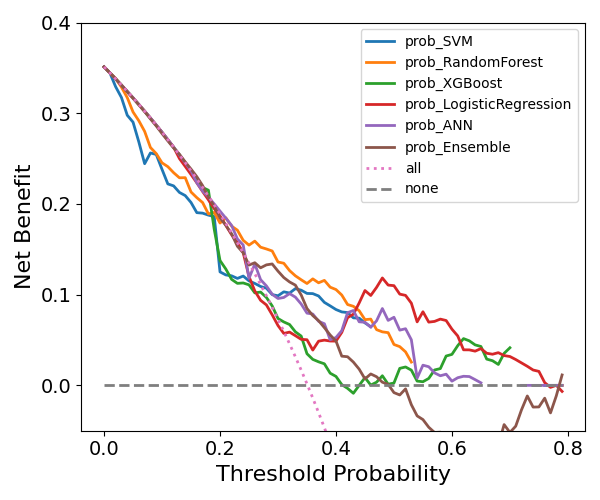 0.4
0.3
0.2
0.1
0.0
Net Benefit
prob_SVM
prob_RandomForest
prob_XGBoost
prob_LogisticRegression
prob_ANN
prob_Ensemble
all
none
0.0 0.2 0.4 0.6 0.8
Threshold Probability